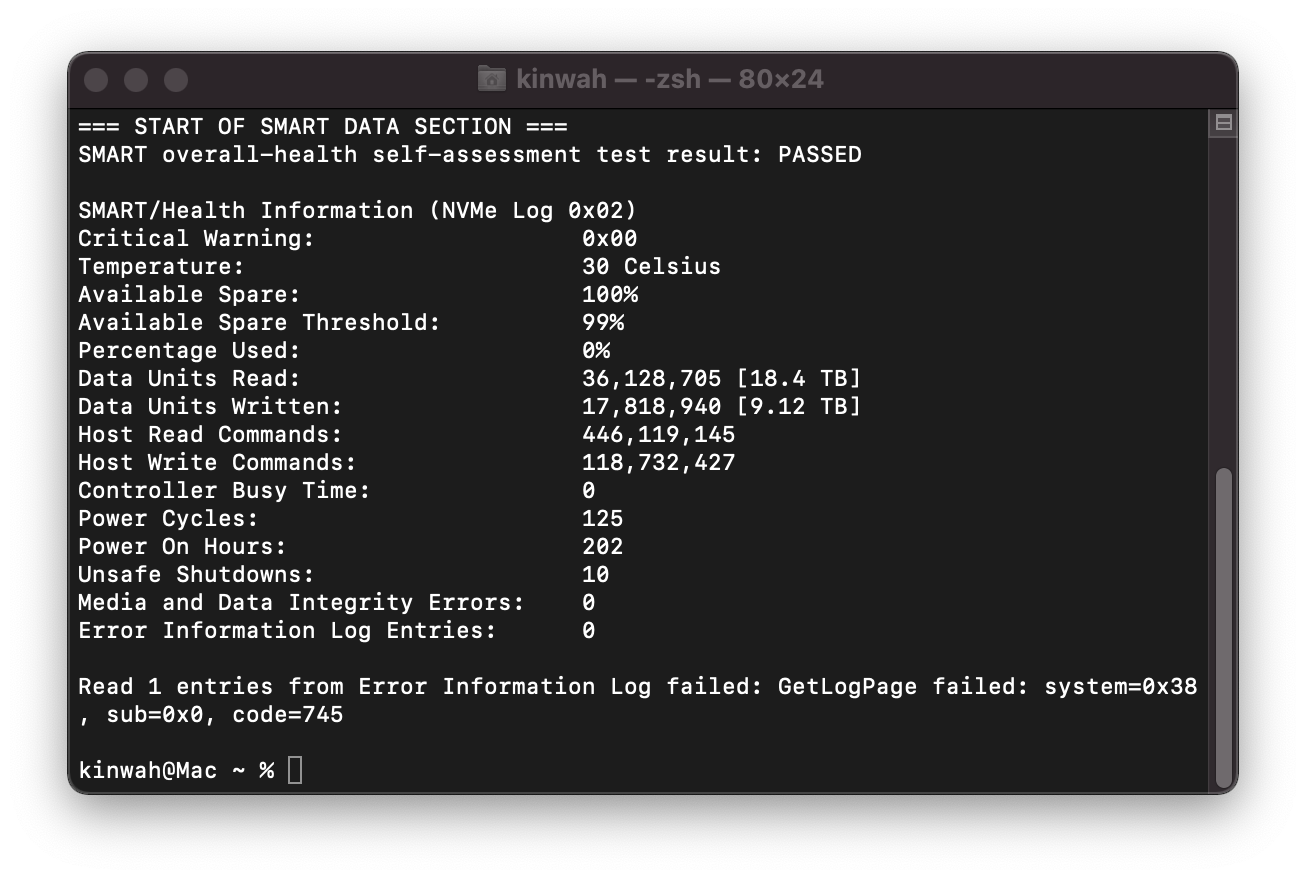 kinwah — -zsh — 80×24
=== START OF SMART DATA SECTION ===
SMART overall-health self-assessment test result: PASSED
SMART/Health Information (NVMe Log 0x02)
Critical Warning:                   0x00
Temperature:                        30 Celsius
Available Spare:                    100%
Available Spare Threshold:          99%
Percentage Used:                    0%
Data Units Read:                    36,128,705 [18.4 TB]
Data Units Written:                 17,818,940 [9.12 TB]
Host Read Commands:                 446,119,145
Host Write Commands:                118,732,427
Controller Busy Time:               0
Power Cycles:                       125
Power On Hours:                     202
Unsafe Shutdowns:                   10
Media and Data Integrity Errors:    0
Error Information Log Entries:      0
Read 1 entries from Error Information Log failed: GetLogPage failed: system=0x38
, sub=0x0, code=745
kinwah@Mac ~ %